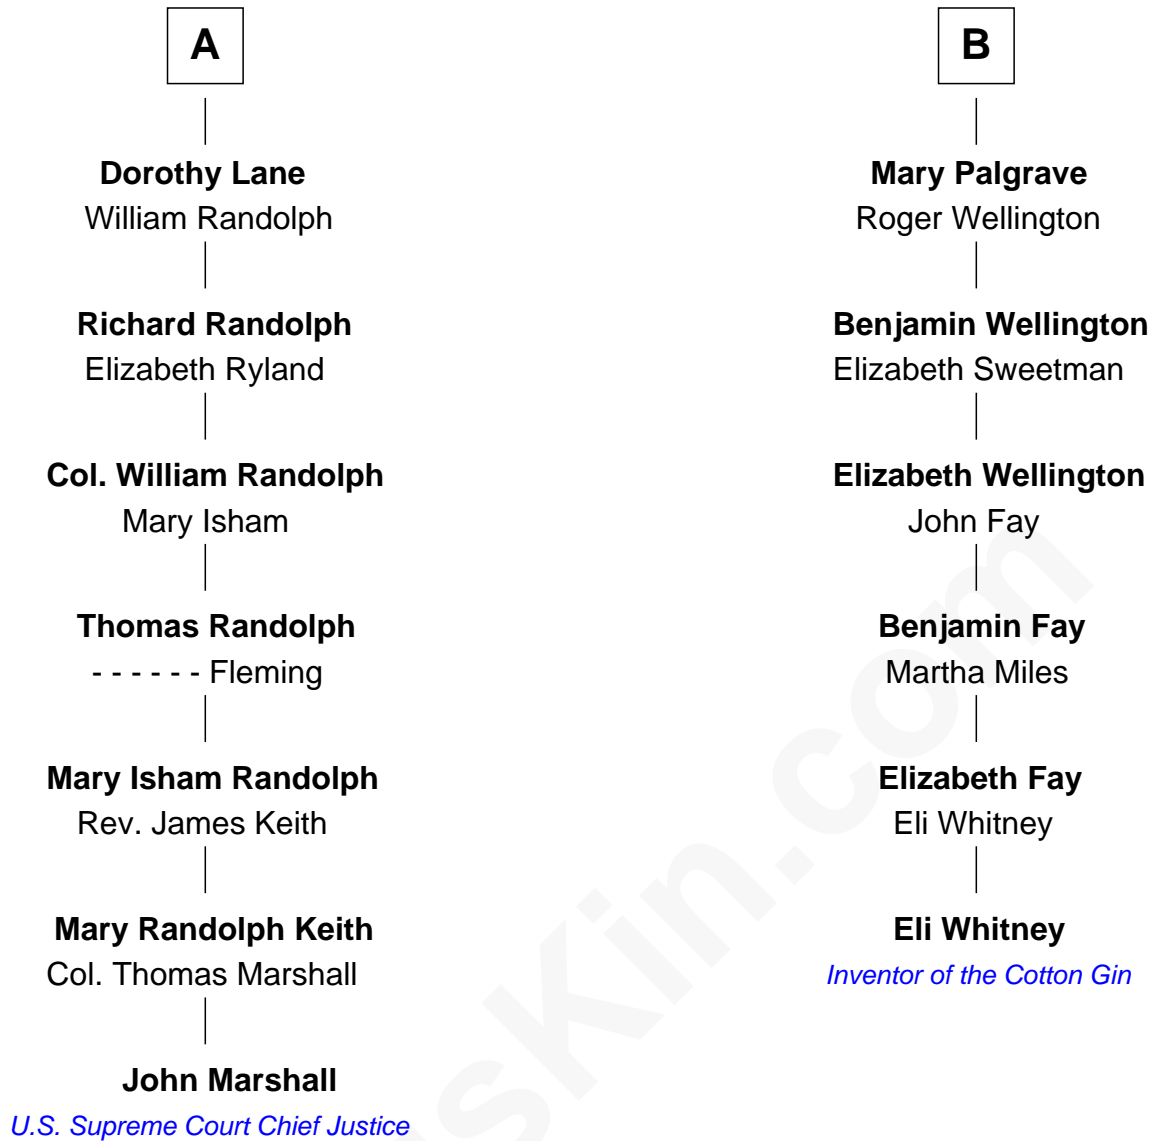 A
Dorothy Lane
William Randolph
Richard Randolph
Elizabeth Ryland
Col. William Randolph
Mary Isham
Thomas Randolph
- - - - - - Fleming
Mary Isham Randolph
Rev. James Keith
Mary Randolph Keith
Col. Thomas Marshall
John Marshall
U.S. Supreme Court Chief Justice
B
Mary Palgrave
Roger Wellington
Benjamin Wellington
Elizabeth Sweetman
Elizabeth Wellington
John Fay
Benjamin Fay
Martha Miles
Elizabeth Fay
Eli Whitney
Eli Whitney
Inventor of the Cotton Gin
sKin.com